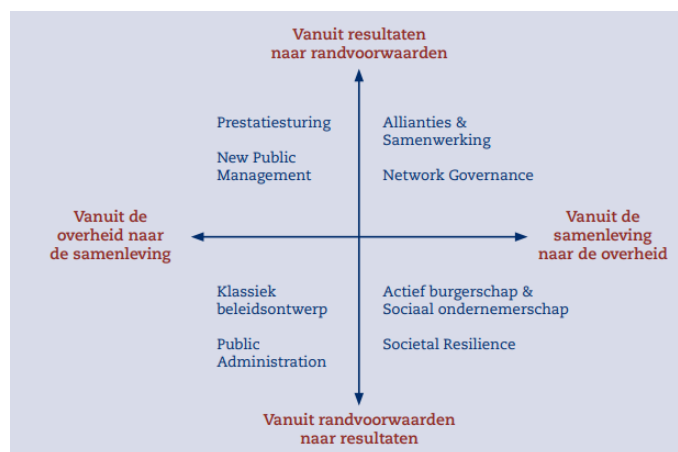 Vanuit resultaten
naar randvoorwaarden
Prestatiesturing
New Public
Management
Allianties &
Samenwerking
Network Governance
Vanuit de
overheid naar
de samenleving
Vanuit de
samenleving
naar de overheid
Klassiek
beleidsontwerp
Public
Administration
Actief burgerschap &
Sociaal ondernemerschap
Societal Resilience
Vanuit randvoorwaarden
naar resultaten